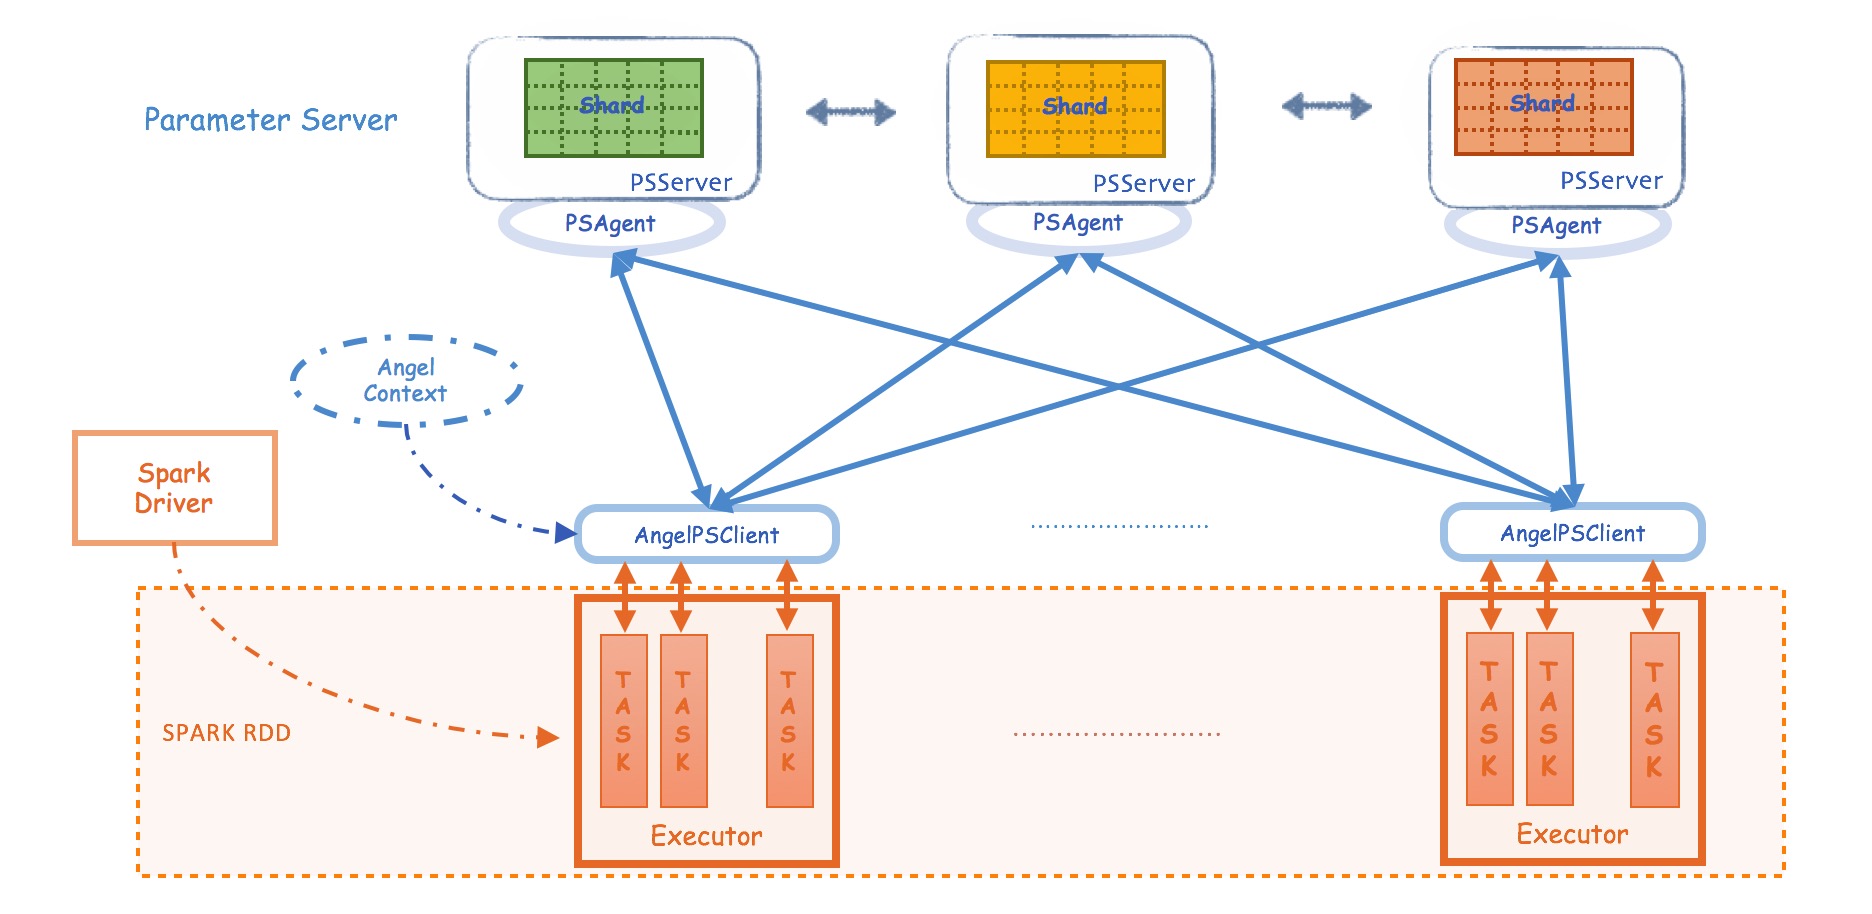 Parameter Server
Shard
PSServer
PSAgent
Shard
PSServer
PSAgent
Shard
PSServer
PSAgent
Angel
Context
Spark
Driver
AngelPSClient
AngelPSClient
SPARK RDD
TASK
TASK
TASK
Executor
TASK
TASK
TASK
Executor